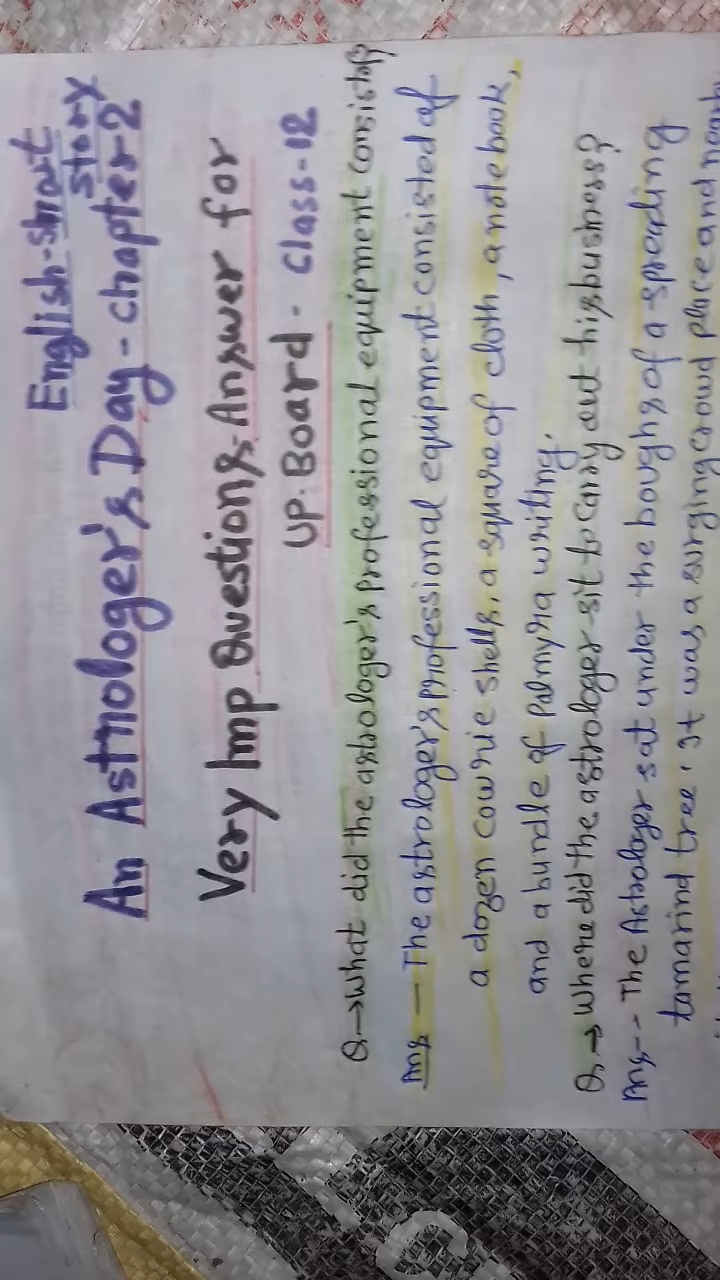 English-short
story
An Astrologer's Day-chapter-2
Very Imp Questions-Answer for
UP.Board- class-12
Q.→What did the astrologer's professional equipment consist of?
Ans — The astrologer's professional equipment consisted of
a dozen cowrie shells, a square of cloth, a notebook,
and a bundle of Palmyra writing.
Q.→ Where did the astrologer sit to carry out his business?
Ans-- The Astrologer sat under the boughs of a spreading
tamarind tree. It was a surging crowd place and